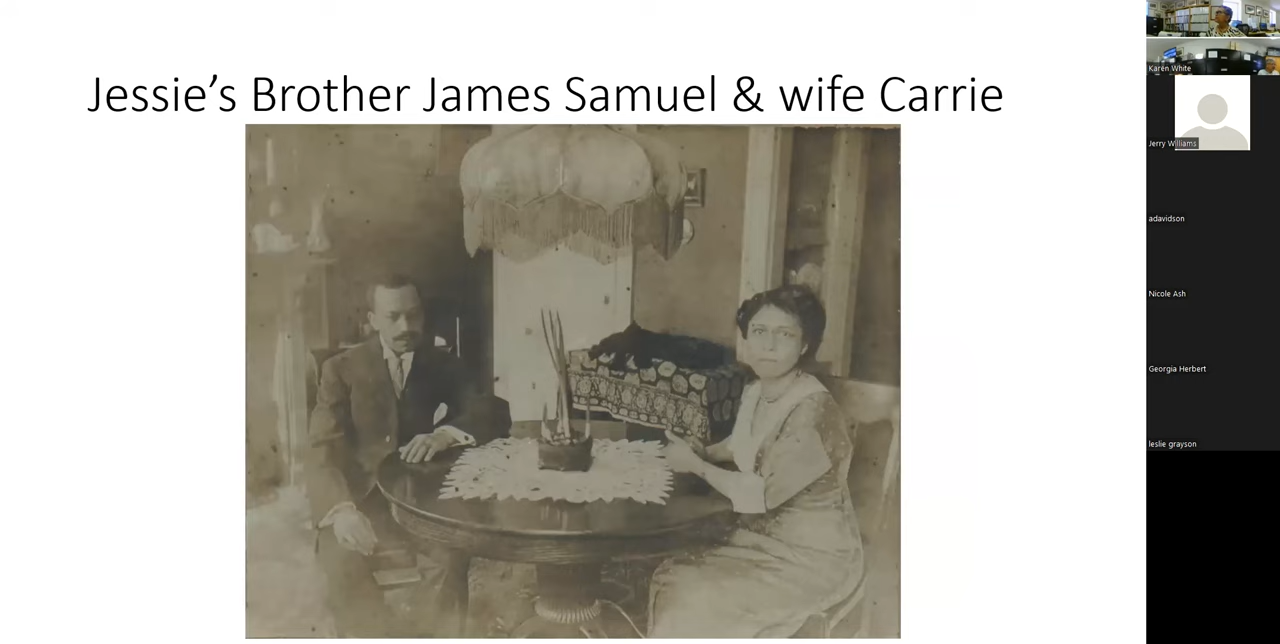 Jessie’s Brother James Samuel & wife Carrie
Karen White
Jerry Williams
adavidson
Nicole Ash
Georgia Herbert
leslie grayson